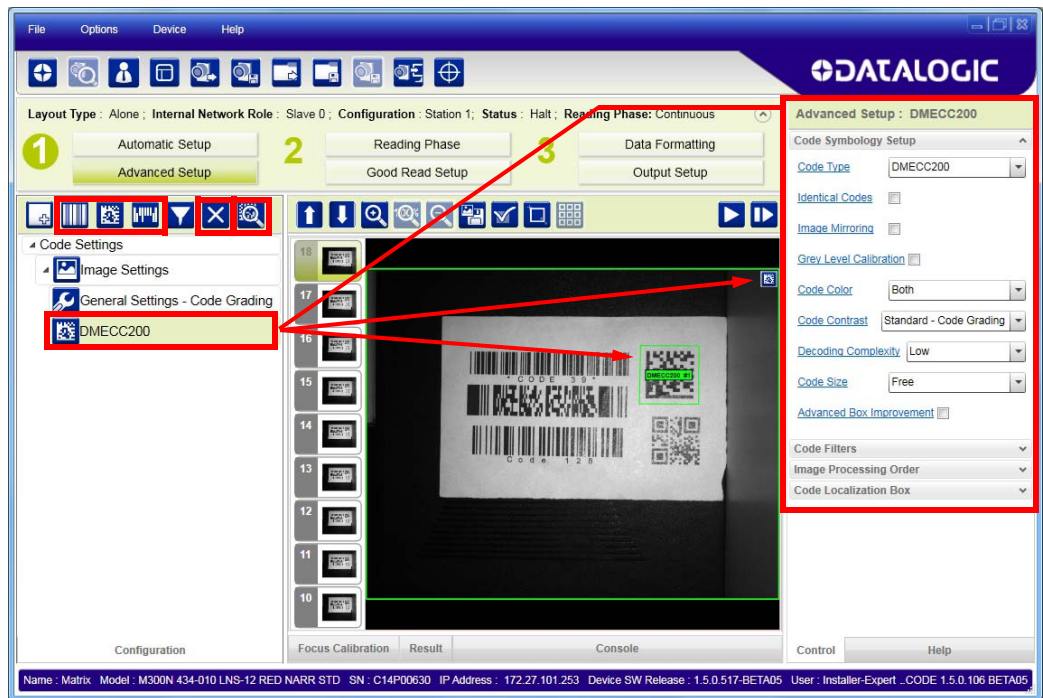 File Options Device Help
DATALOGIC
Layout Type : Alone ; Internal Network Role : Slave 0 ; Configuration : Station 1; Status : Halt ; Reading Phase: Continuous
1 Automatic Setup 2 Reading Phase 3 Data Formatting
Advanced Setup Good Read Setup Output Setup
Code Settings
Image Settings
General Settings - Code Grading
DMECC200
Configuration
18
17
16
15
14
13
12
11
10
* C O D E 3 9 *
DMECC200 #1
C o d e 1 2 8
Focus Calibration Result Console
Advanced Setup : DMECC200
Code Symbology Setup
Code Type DMECC200
Identical Codes
Image Mirroring
Grey Level Calibration
Code Color Both
Code Contrast Standard - Code Grading
Decoding Complexity Low
Code Size Free
Advanced Box Improvement
Code Filters
Image Processing Order
Code Localization Box
Control Help
Name : Matrix Model : M300N 434-010 LNS-12 RED NARR STD SN : C14P00630 IP Address : 172.27.101.253 Device SW Release : 1.5.0.517-BETA05 User : Installer-Expert _CODE 1.5.0.106 BETA05